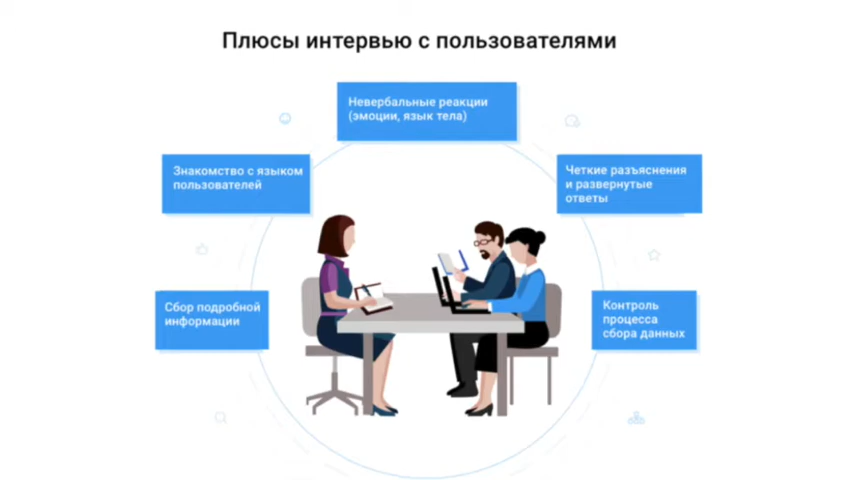 Плюсы интервью с пользователями
Невербальные реакции
(эмоции, язык тела)
Знакомство с языком
пользователей
Четкие разъяснения
и развернутые
ответы
Сбор подробной
информации
Контроль
процесса
сбора данных